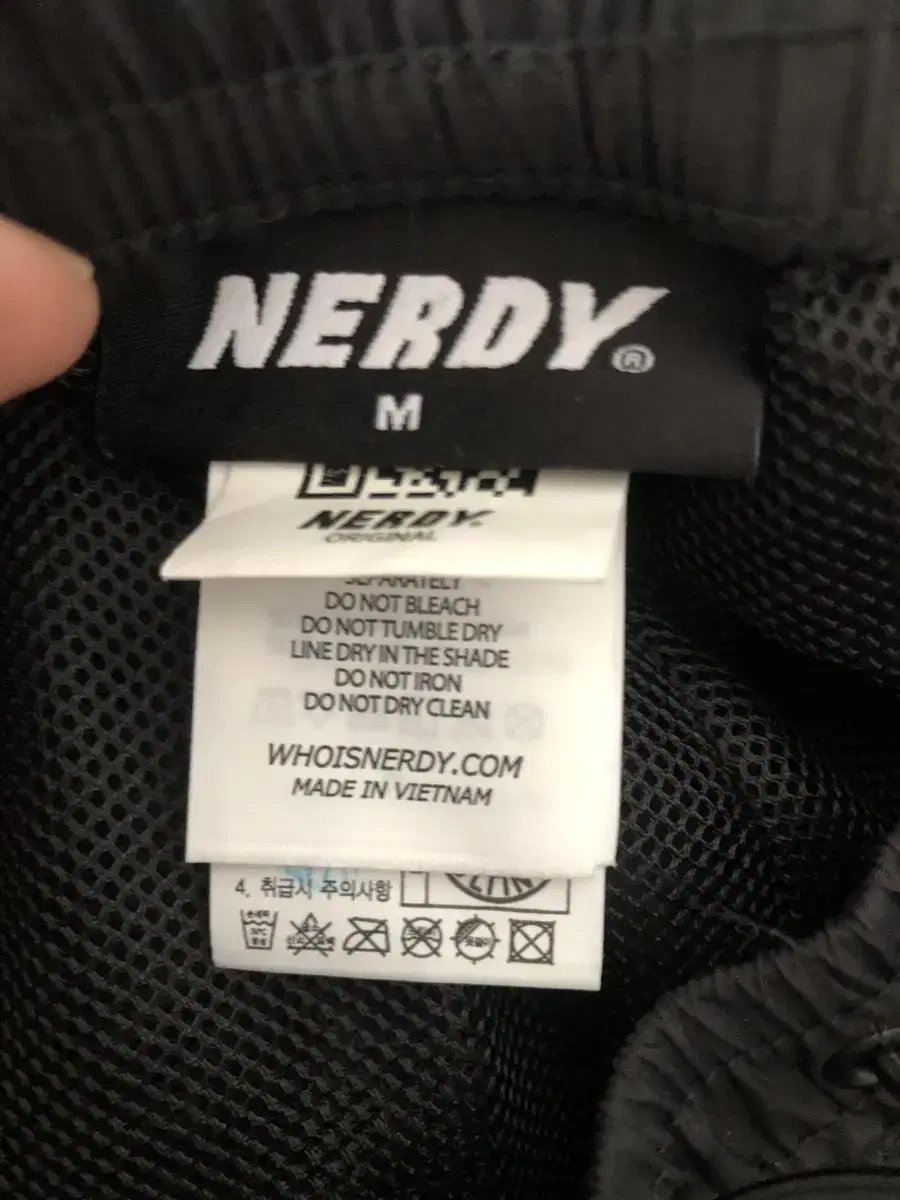 NERDY®
M
NERDY.
ORIGINAL
SEPARATELY
DO NOT BLEACH
DO NOT TUMBLE DRY
LINE DRY IN THE SHADE
DO NOT IRON
DO NOT DRY CLEAN
WHOISNERDY.COM
MADE IN VIETNAM
4. 취급시 주의사항